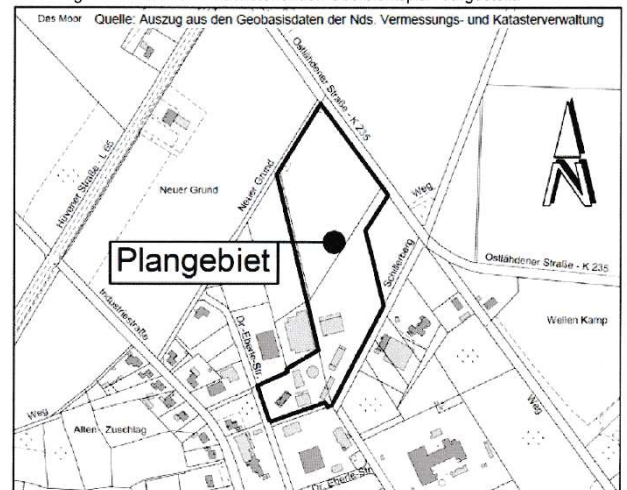 Das Moor
Quelle: Auszug aus den Geobasisdaten der Nds. Vermessungs- und Katasterverwaltung
Ostlähdener Straße - K 235
Hüvener Straße - L 65
Neuer Grund
Neuer Grund
Weg
N
Plangebiet
Schillerberg
Ostlähdener Straße - K 235
Industriestraße
Dr. Eberle-Str.
Wellen Kamp
Weg
Alten Zuschlag
Weg
Dr. Eberle-Str.